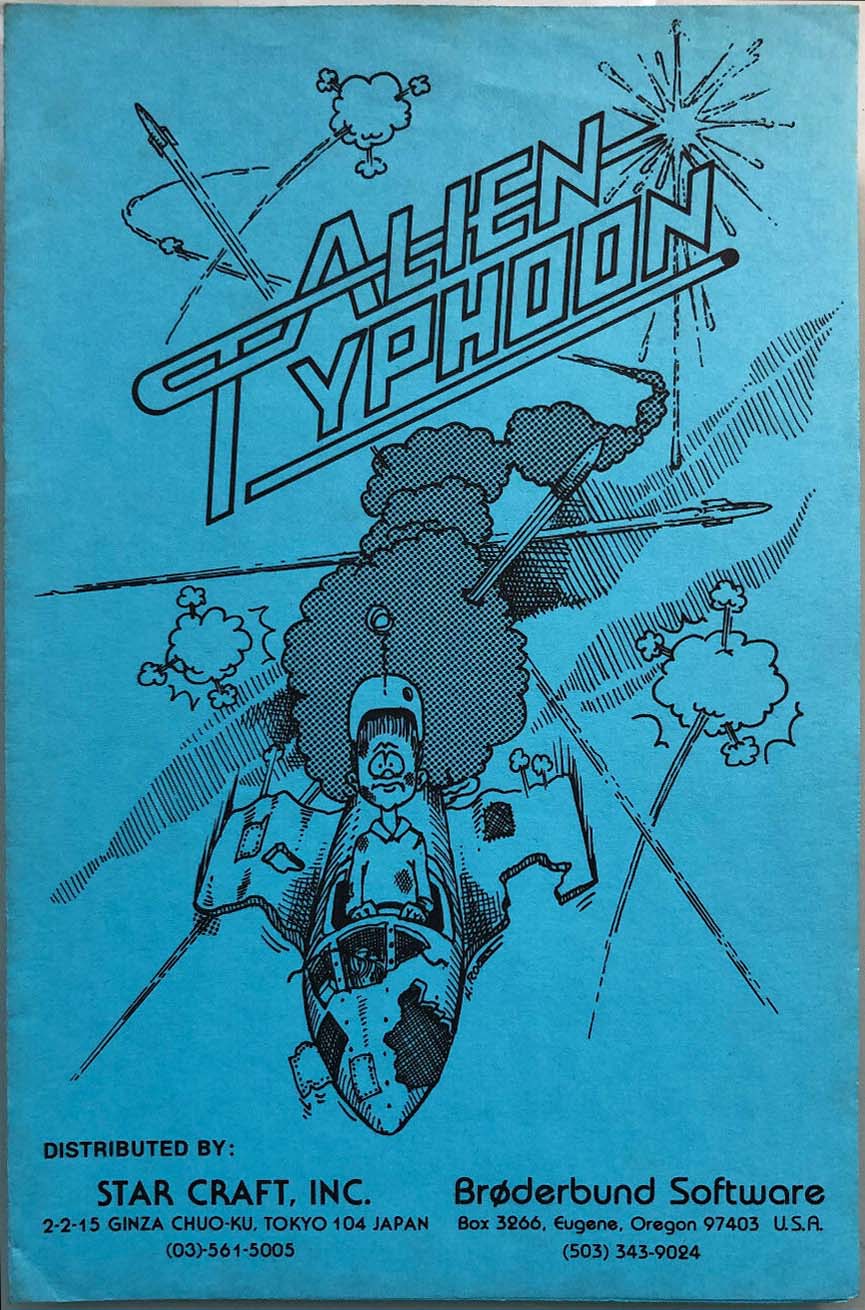 ALIEN
TYPHOON
DISTRIBUTED BY:
STAR CRAFT, INC.
2-2-15 GINZA CHUO-KU, TOKYO 104 JAPAN
(03)-561-5005
Brøderbund Software
Box 3266, Eugene, Oregon 97403 U.S.A.
(503) 343-9024